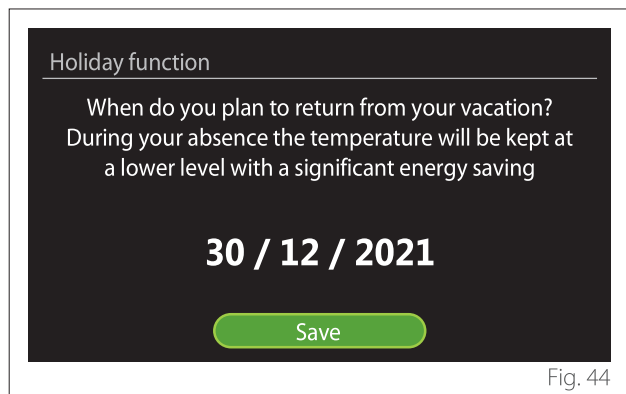 Holiday function
When do you plan to return from your vacation?
During your absence the temperature will be kept at
a lower level with a significant energy saving
30 / 12 / 2021
Save
Fig. 44